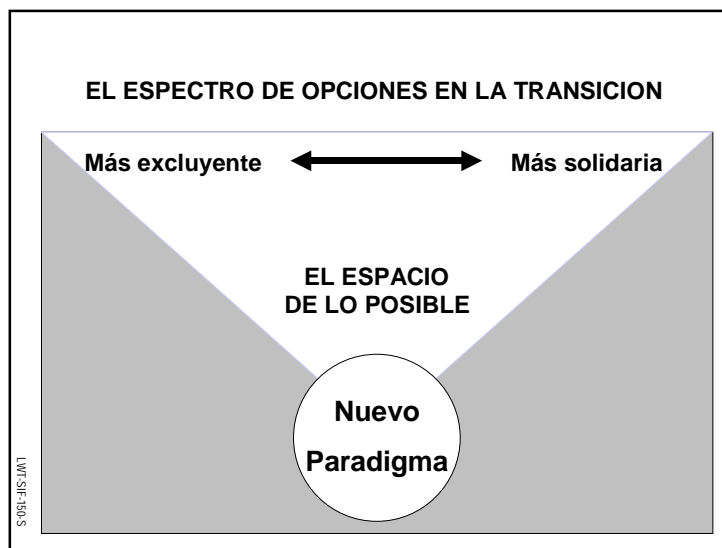 EL ESPECTRO DE OPCIONES EN LA TRANSICION
Más excluyente
Más solidaria
EL ESPACIO
DE LO POSIBLE
Nuevo
Paradigma
LWT-SIF-150-S